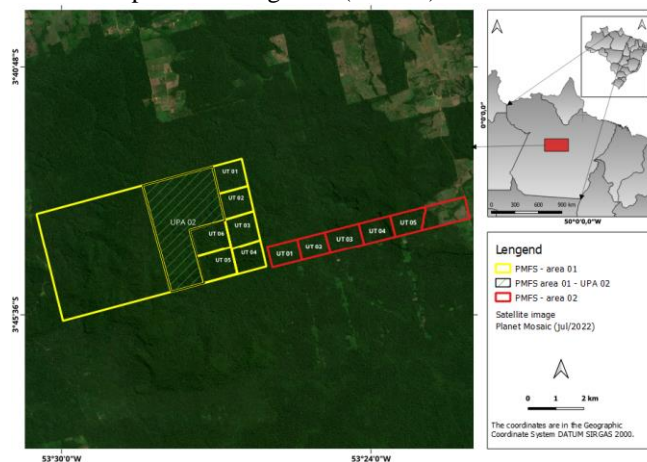 3°40'48"S
3°45'36"S
53°30'0"W
53°24'0"W
UPA 02
UT 01
UT 02
UT 03
UT 06
UT 04
UT 05
UT 01
UT 02
UT 03
UT 04
UT 05
0°0'0,0"
0 300 600 900 km
50°0'0,0"W
Lengend
PMFS - area 01
PMFS area 01 - UPA 02
PMFS - area 02
Satellite image
Planet Mosaic (jul/2022)
0 1 2 km
The coordinates are in the Geographic
Coordinate System DATUM SIRGAS 2000.